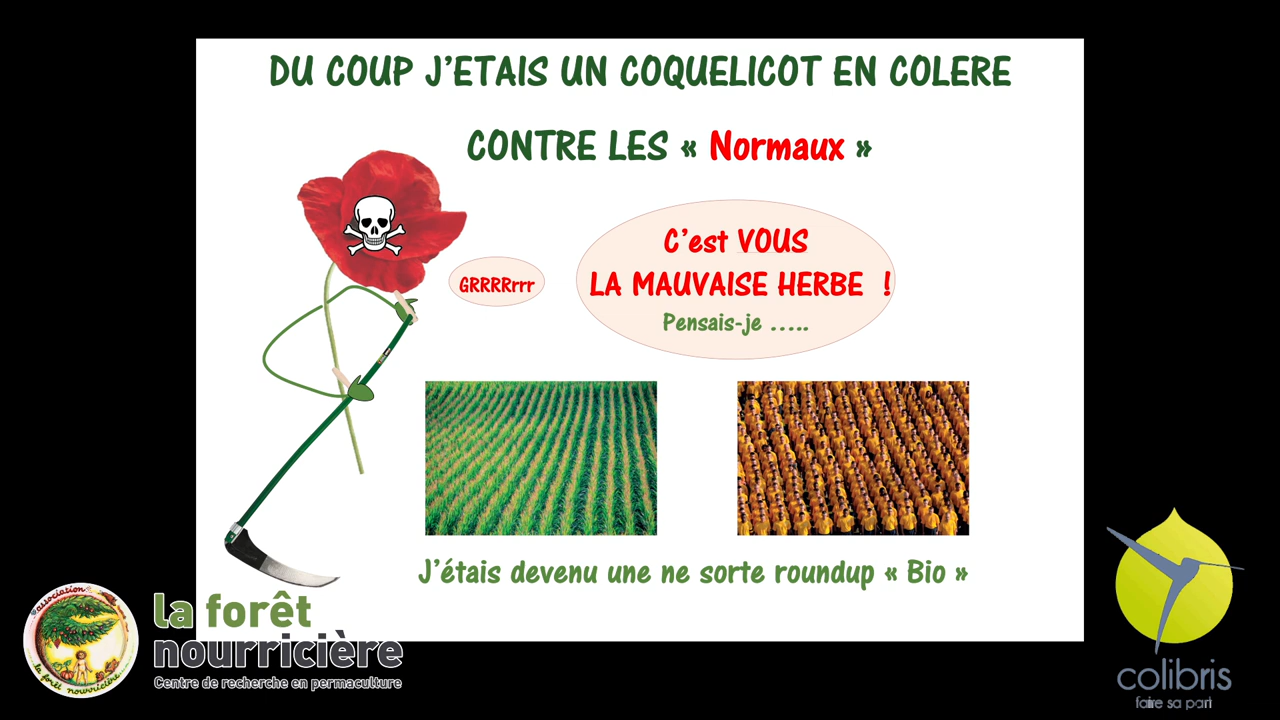 DU COUP J'ETAIS UN COQUELICOT EN COLERE
CONTRE LES « Normaux »
C'est VOUS
LA MAUVAISE HERBE !
Pensais-je .....
GRRRRrrr
J'étais devenu une ne sorte roundup « Bio »
association
la forêt nourricière
la forêt
nourricière
Centre de recherche en permaculture
colibris
faire sa part